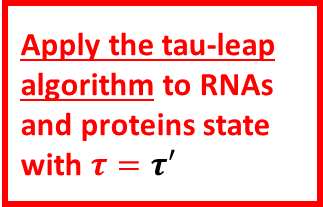 Apply the tau-leap
algorithm to RNAs
and proteins state
with τ = τ′